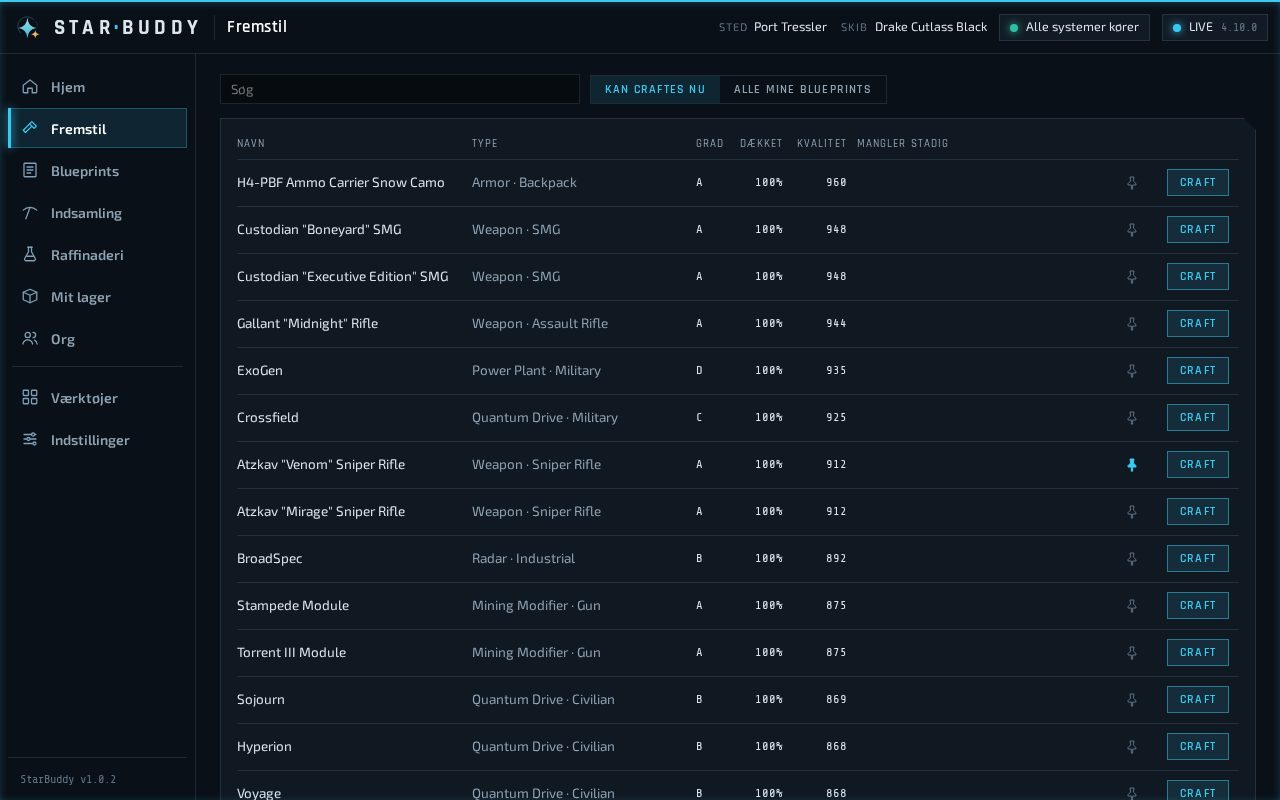 STAR·BUDDY
Fremstil
STED Port Tressler SKIB Drake Cutlass Black Alle systemer kører LIVE 4.10.0
Hjem
Fremstil
Blueprints
Indsamling
Raffinaderi
Mit lager
Org
Værktøjer
Indstillinger
StarBuddy v1.0.2
Søg KAN CRAFTES NU ALLE MINE BLUEPRINTS
NAVN TYPE GRAD DÆKKET KVALITET MANGLER STADIG
H4-PBF Ammo Carrier Snow Camo Armor · Backpack A 100% 960 CRAFT
Custodian "Boneyard" SMG Weapon · SMG A 100% 948 CRAFT
Custodian "Executive Edition" SMG Weapon · SMG A 100% 948 CRAFT
Gallant "Midnight" Rifle Weapon · Assault Rifle A 100% 944 CRAFT
ExoGen Power Plant · Military D 100% 935 CRAFT
Crossfield Quantum Drive · Military C 100% 925 CRAFT
Atzkav "Venom" Sniper Rifle Weapon · Sniper Rifle A 100% 912 CRAFT
Atzkav "Mirage" Sniper Rifle Weapon · Sniper Rifle A 100% 912 CRAFT
BroadSpec Radar · Industrial B 100% 892 CRAFT
Stampede Module Mining Modifier · Gun A 100% 875 CRAFT
Torrent III Module Mining Modifier · Gun A 100% 875 CRAFT
Sojourn Quantum Drive · Civilian B 100% 869 CRAFT
Hyperion Quantum Drive · Civilian B 100% 868 CRAFT
Voyage Quantum Drive · Civilian B 100% 868 CRAFT